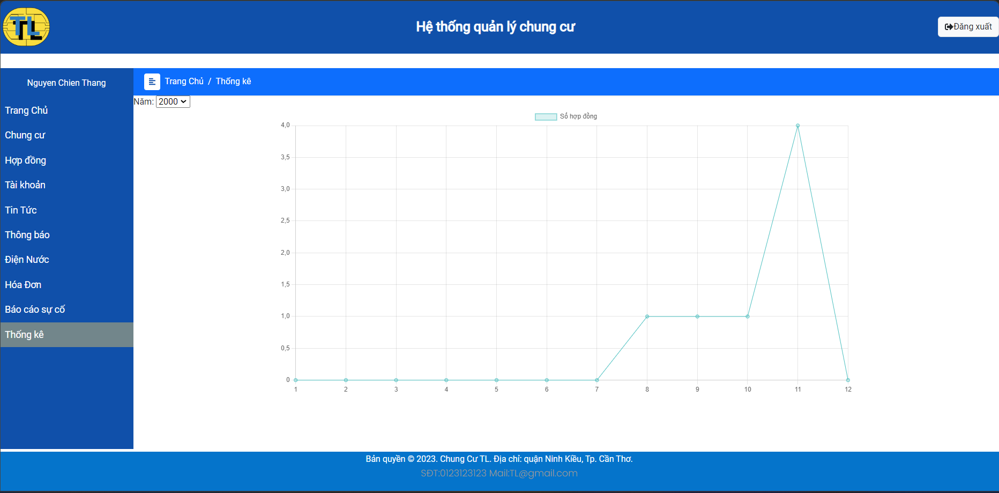 TL
Hệ thống quản lý chung cư
Đăng xuất
Nguyen Chien Thang
Trang Chủ
Chung cư
Hợp đồng
Tài khoản
Tin Tức
Thông báo
Điện Nước
Hóa Đơn
Báo cáo sự cố
Thống kê
Trang Chủ / Thống kê
Năm: 2000
Số hợp đồng
4,0
3,5
3,0
2,5
2,0
1,5
1,0
0,5
0
1 2 3 4 5 6 7 8 9 10 11 12
Bản quyền © 2023. Chung Cư TL. Địa chỉ: quận Ninh Kiều, Tp. Cần Thơ.
SĐT:0123123123 Mail:TL@gmail.com